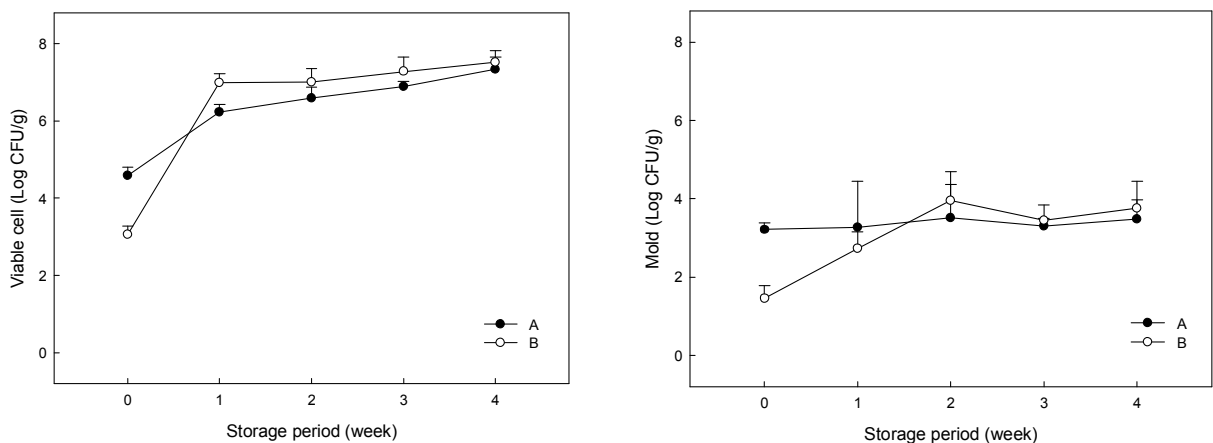 Viable cell (Log CFU/g)
8
6
4
2
0
A
B
0 1 2 3 4
Storage period (week)
Mold (Log CFU/g)
8
6
4
2
0
A
B
0 1 2 3 4
Storage period (week)